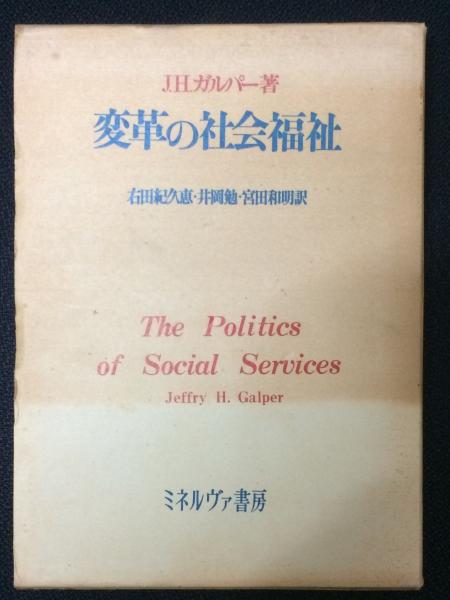 J.H.ガルパー著
変革の社会福祉
右田紀久恵・井岡勉・宮田和明訳
The Politics
of Social Services
Jeffry H. Galper
ミネルヴァ書房